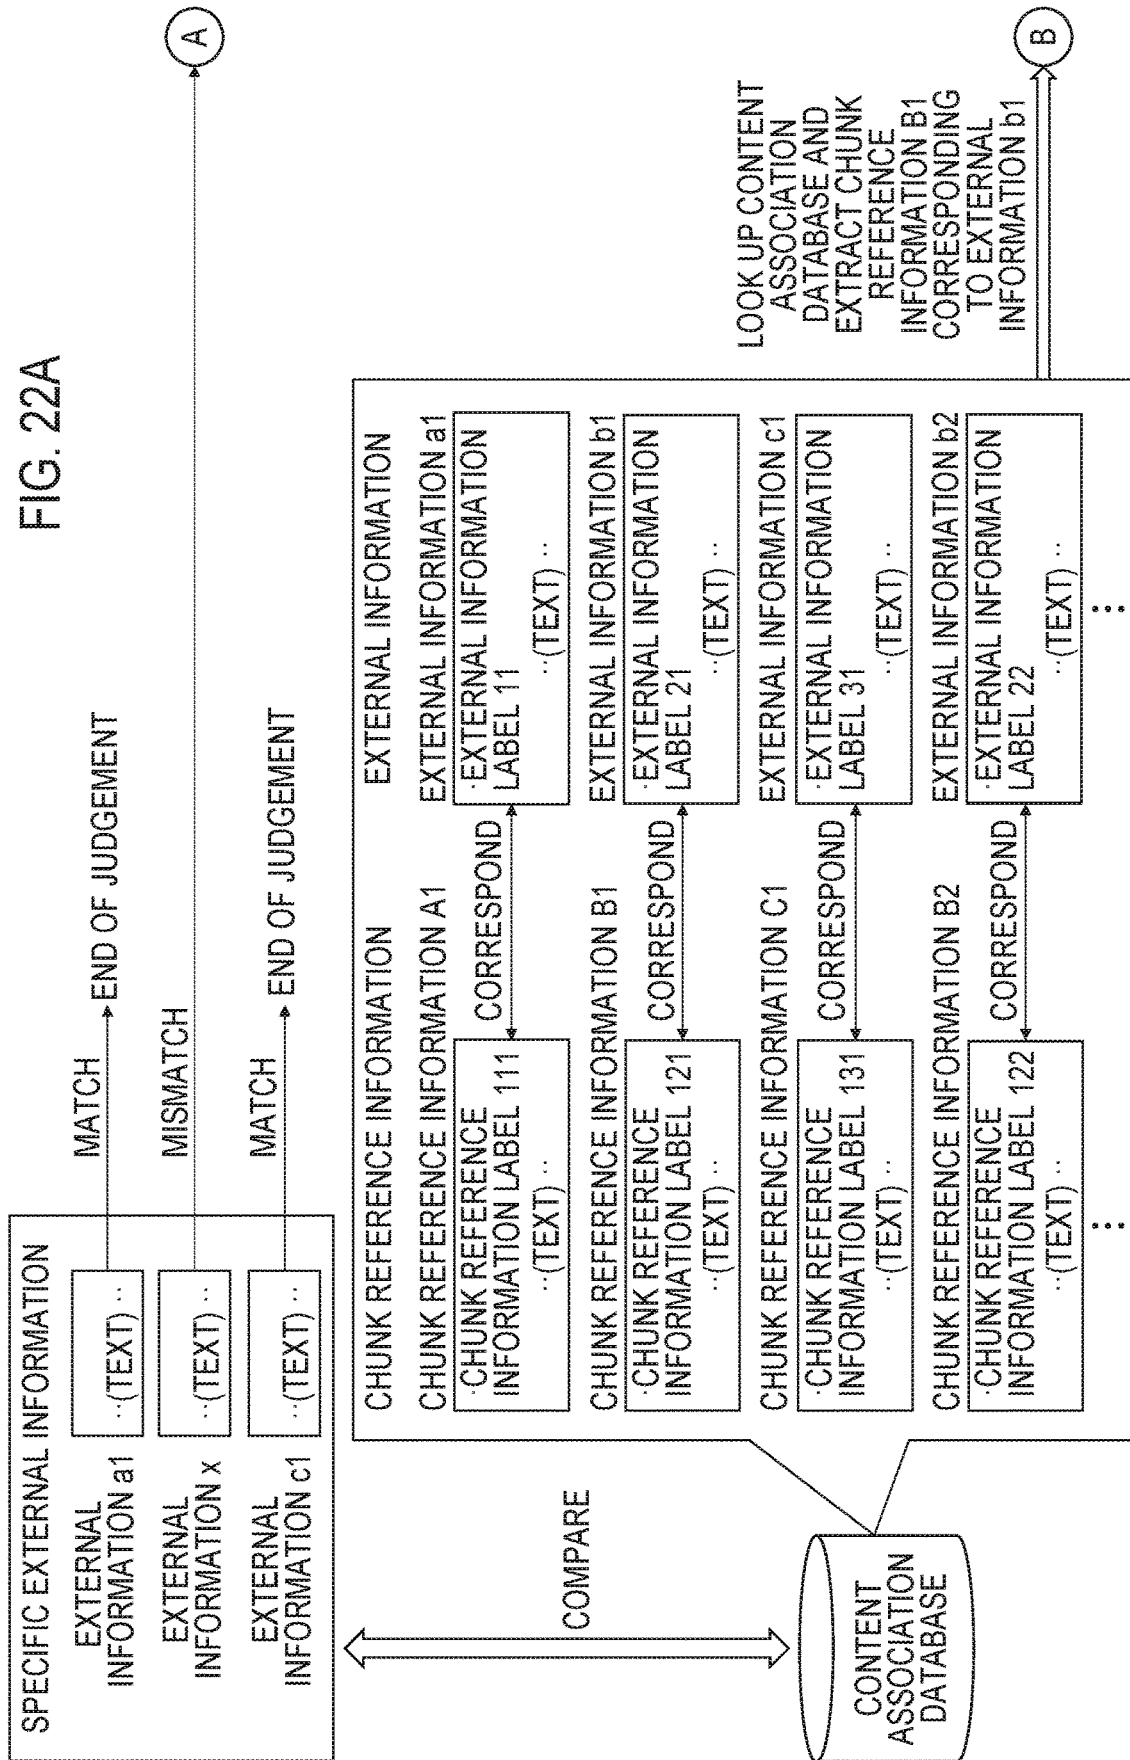 FIG. 22A
SPECIFIC EXTERNAL INFORMATION
EXTERNAL
INFORMATION a1
··(TEXT)··
MATCH
END OF JUDGEMENT
EXTERNAL
INFORMATION x
··(TEXT)··
MISMATCH
A
EXTERNAL
INFORMATION c1
··(TEXT)··
MATCH
END OF JUDGEMENT
COMPARE
CONTENT
ASSOCIATION
DATABASE
CHUNK REFERENCE INFORMATION
EXTERNAL INFORMATION
CHUNK REFERENCE INFORMATION A1
·CHUNK REFERENCE
INFORMATION LABEL 111
··(TEXT)··
CORRESPOND
EXTERNAL INFORMATION a1
·EXTERNAL INFORMATION
LABEL 11
··(TEXT)··
CHUNK REFERENCE INFORMATION B1
·CHUNK REFERENCE
INFORMATION LABEL 121
··(TEXT)··
CORRESPOND
EXTERNAL INFORMATION b1
·EXTERNAL INFORMATION
LABEL 21
··(TEXT)··
CHUNK REFERENCE INFORMATION C1
·CHUNK REFERENCE
INFORMATION LABEL 131
··(TEXT)··
CORRESPOND
EXTERNAL INFORMATION c1
·EXTERNAL INFORMATION
LABEL 31
··(TEXT)··
CHUNK REFERENCE INFORMATION B2
·CHUNK REFERENCE
INFORMATION LABEL 122
··(TEXT)··
CORRESPOND
EXTERNAL INFORMATION b2
·EXTERNAL INFORMATION
LABEL 22
··(TEXT)··
···
···
LOOK UP CONTENT
ASSOCIATION
DATABASE AND
EXTRACT CHUNK
REFERENCE
INFORMATION B1
CORRESPONDING
TO EXTERNAL
INFORMATION b1
B